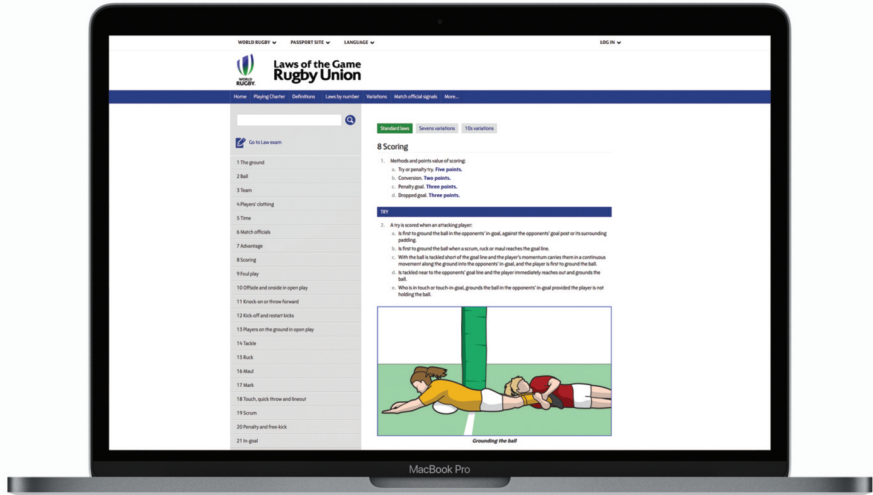 WORLD RUGBY PASSPORT SITE LANGUAGE LOG IN
WORLD RUGBY
Laws of the Game
Rugby Union
Home Playing Charter Definitions Laws by number Variations Match official signals More...
Go to Law exam
1 The ground
2 Ball
3 Team
4 Players' clothing
5 Time
6 Match officials
7 Advantage
8 Scoring
9 Foul play
10 Offside and onside in open play
11 Knock-on or throw forward
12 Kick-off and restart kicks
13 Players on the ground in open play
14 Tackle
15 Ruck
16 Maul
17 Mark
18 Touch, quick throw and lineout
19 Scrum
20 Penalty and free-kick
21 In-goal
Standard laws Sevens variations 10s variations
8 Scoring
1. Methods and points value of scoring:
a. Try or penalty try. Five points.
b. Conversion. Two points.
c. Penalty goal. Three points.
d. Dropped goal. Three points.
TRY
2. A try is scored when an attacking player:
a. Is first to ground the ball in the opponents' in-goal, against the opponents' goal post or its surrounding
padding.
b. Is first to ground the ball when a scrum, ruck or maul reaches the goal line.
c. With the ball is tackled short of the goal line and the player's momentum carries them in a continuous
movement along the ground into the opponents' in-goal, and the player is first to ground the ball.
d. Is tackled near to the opponents' goal line and the player immediately reaches out and grounds the
ball.
e. Who is in touch or touch-in-goal, grounds the ball in the opponents' in-goal provided the player is not
holding the ball.
Grounding the ball
MacBook Pro